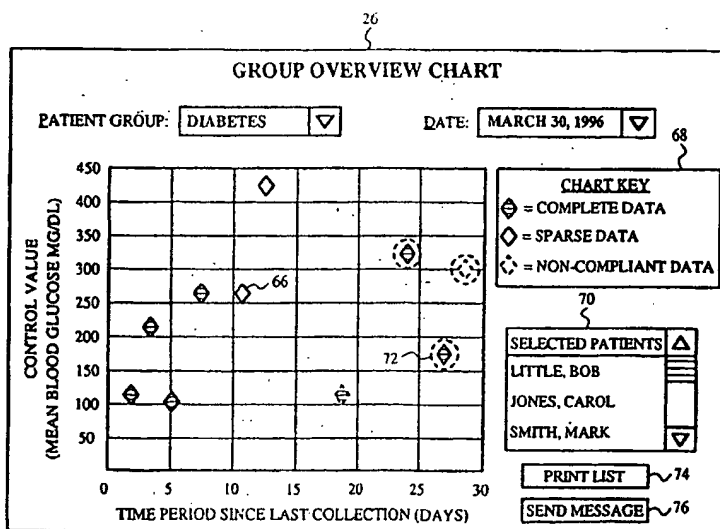 26
GROUP OVERVIEW CHART
PATIENT GROUP: DIABETES
DATE: MARCH 30, 1996
68
CHART KEY
= COMPLETE DATA
= SPARSE DATA
= NON-COMPLIANT DATA
CONTROL VALUE
(MEAN BLOOD GLUCOSE MG/DL)
450
400
350
300
250
200
150
100
50
66
72
0 5 10 15 20 25 30
TIME PERIOD SINCE LAST COLLECTION (DAYS)
70
SELECTED PATIENTS
LITTLE, BOB
JONES, CAROL
SMITH, MARK
PRINT LIST
74
SEND MESSAGE
76